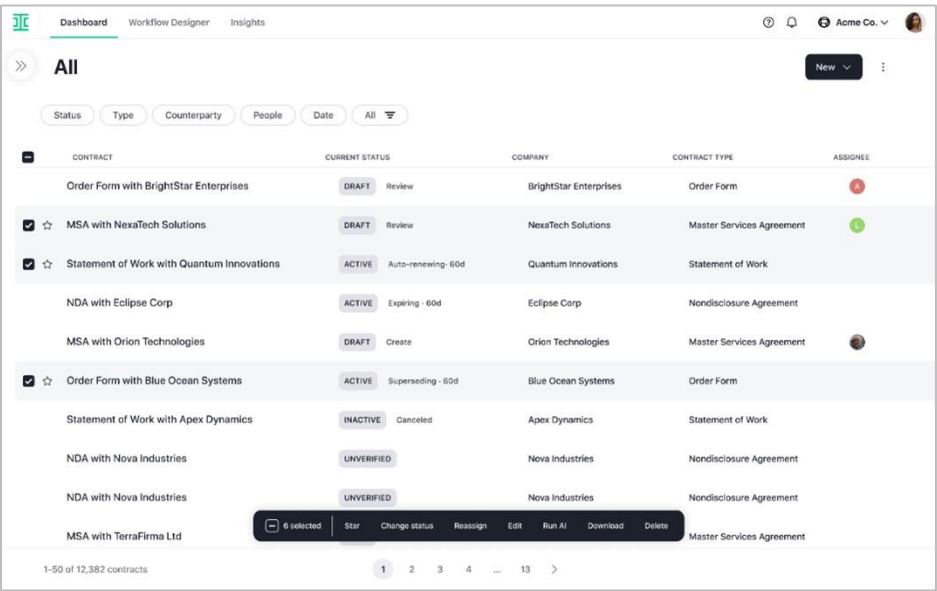 Dashboard Workflow Designer Insights Acme Co.
All New
Status Type Counterparty People Date All
CONTRACT CURRENT STATUS COMPANY CONTRACT TYPE ASSIGNEE
Order Form with BrightStar Enterprises DRAFT Review BrightStar Enterprises Order Form A
MSA with NexaTech Solutions DRAFT Review NexaTech Solutions Master Services Agreement L
Statement of Work with Quantum Innovations ACTIVE Auto-renewing· 60d Quantum Innovations Statement of Work
NDA with Eclipse Corp ACTIVE Expiring · 60d Eclipse Corp Nondisclosure Agreement
MSA with Orion Technologies DRAFT Create Orion Technologies Master Services Agreement
Order Form with Blue Ocean Systems ACTIVE Superseding · 60d Blue Ocean Systems Order Form
Statement of Work with Apex Dynamics INACTIVE Canceled Apex Dynamics Statement of Work
NDA with Nova Industries UNVERIFIED Nova Industries Nondisclosure Agreement
NDA with Nova Industries UNVERIFIED Nova Industries Nondisclosure Agreement
6 selected Star Change status Reassign Edit Run AI Download Delete
MSA with TerraFirma Ltd Master Services Agreement
1-50 of 12,382 contracts 1 2 3 4 ... 13